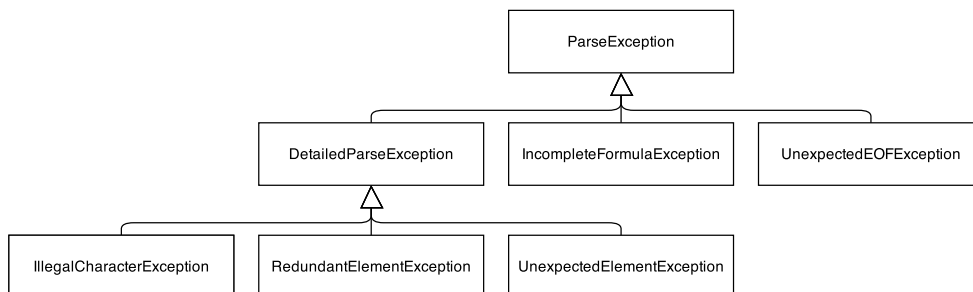 ParseException
DetailedParseException
IncompleteFormulaException
UnexpectedEOFException
IllegalCharacterException
RedundantElementException
UnexpectedElementException